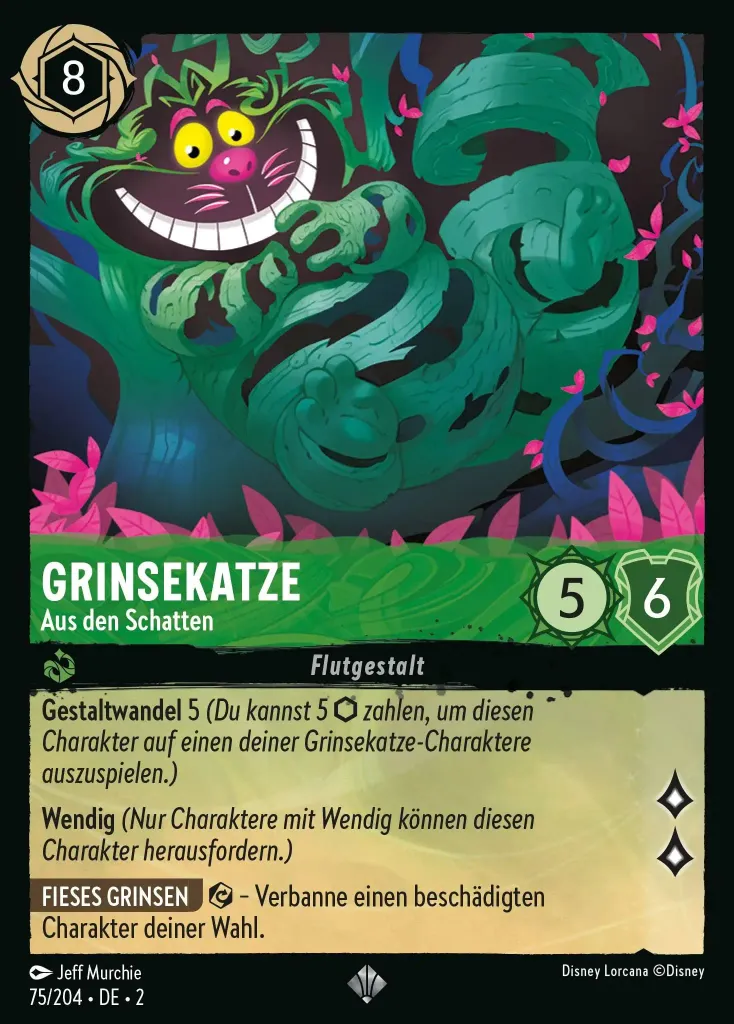 8
GRINSEKATZE
Aus den Schatten
5
6
Flutgestalt
Gestaltwandel 5 (Du kannst 5 ⬡ zahlen, um diesen
Charakter auf einen deiner Grinsekatze-Charaktere
auszuspielen.)
Wendig (Nur Charaktere mit Wendig können diesen
Charakter herausfordern.)
FIESES GRINSEN – Verbanne einen beschädigten
Charakter deiner Wahl.
Jeff Murchie
Disney Lorcana ©Disney
75/204 • DE • 2